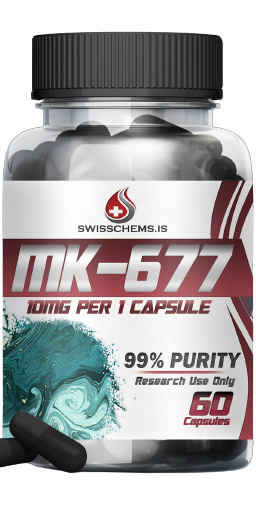 SWISSCHEMS.IS
MK-677
10MG PER 1 CAPSULE
99% PURITY
Research Use Only
60
Capsules